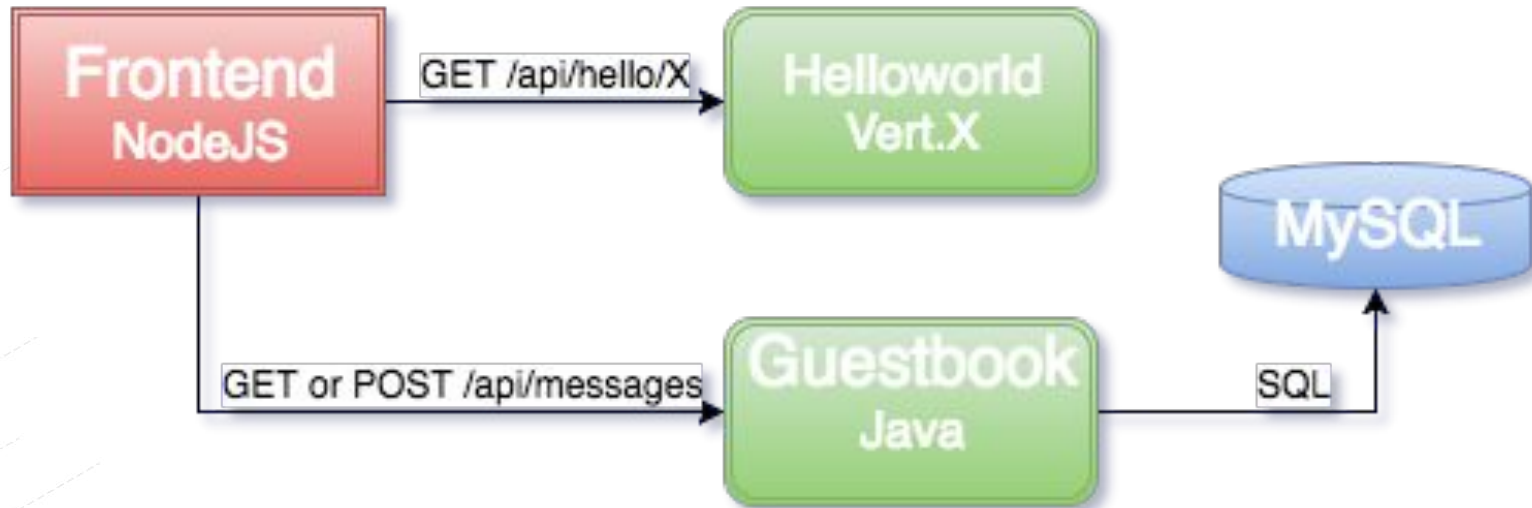 Frontend
NodeJS
GET /api/hello/X
Helloworld
Vert.X
MySQL
GET or POST /api/messages
Guestbook
Java
SQL